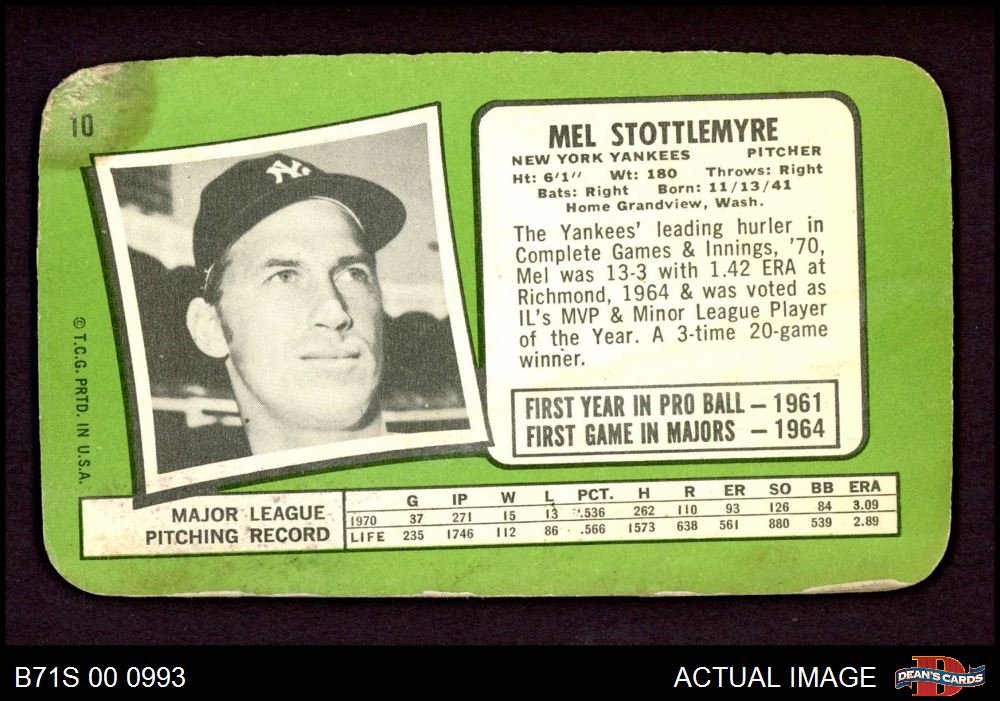 10
NY
MEL STOTTLEMYRE
NEW YORK YANKEES PITCHER
Ht: 6'1'' Wt: 180 Throws: Right
Bats: Right Born: 11/13/41
Home Grandview, Wash.
The Yankees' leading hurler in
Complete Games & Innings, '70,
Mel was 13-3 with 1.42 ERA at
Richmond, 1964 & was voted as
IL's MVP & Minor League Player
of the Year. A 3-time 20-game
winner.
FIRST YEAR IN PRO BALL — 1961
FIRST GAME IN MAJORS — 1964
© T.C.G. PRTD. IN U.S.A.
MAJOR LEAGUE
PITCHING RECORD
G IP W L PCT. H R ER SO BB ERA
1970 37 271 15 13 .536 262 110 93 126 84 3.09
LIFE 235 1746 112 86 .566 1573 638 561 880 539 2.89
B71S 00 0993
ACTUAL IMAGE
D
DEAN'S CARDS